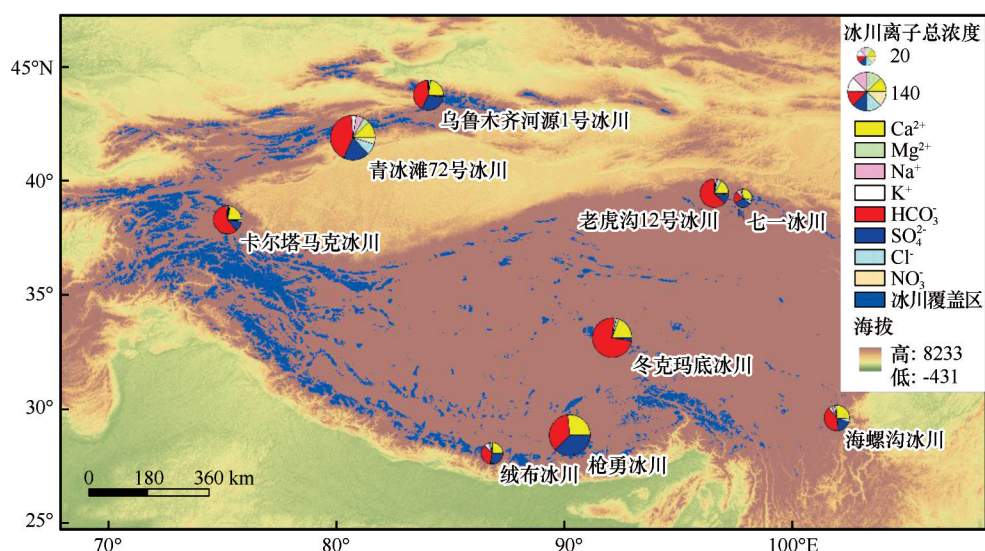 冰川离子总浓度
20
140
Ca²⁺
Mg²⁺
Na⁺
K⁺
HCO₃⁻
SO₄²⁻
Cl⁻
NO₃⁻
冰川覆盖区
海拔
高: 8233
低: -431
45°N
40°
35°
30°
25°
70°
80°
90°
100°E
乌鲁木齐河源1号冰川
青冰滩72号冰川
老虎沟12号冰川
七一冰川
卡尔塔马克冰川
冬克玛底冰川
海螺沟冰川
枪勇冰川
绒布冰川
0 180 360 km